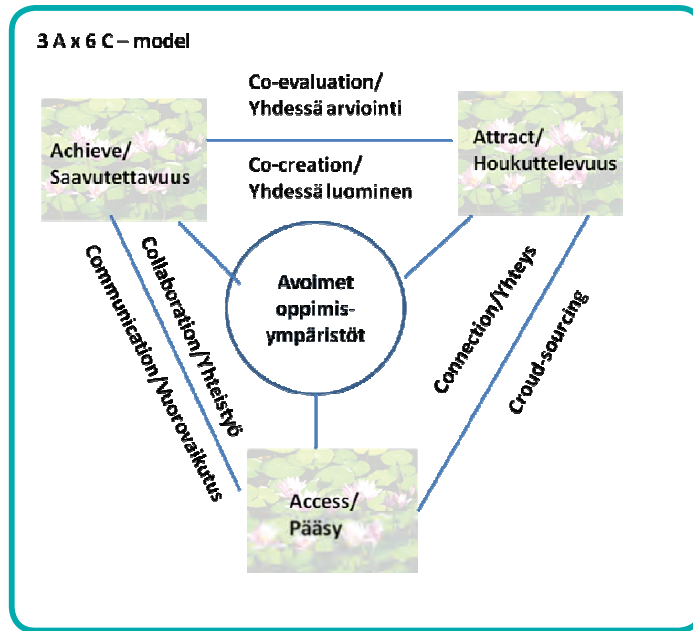 3 A x 6 C – model
Co-evaluation/
Yhdessä arviointi
Achieve/
Saavutettavuus
Attract/
Houkuttelevuus
Co-creation/
Yhdessä luominen
Avoimet
oppimis-
ympäristöt
Communication/Vuorovaikutus
Collaboration/Yhteistyö
Connection/Yhteys
Croud-sourcing
Access/
Pääsy